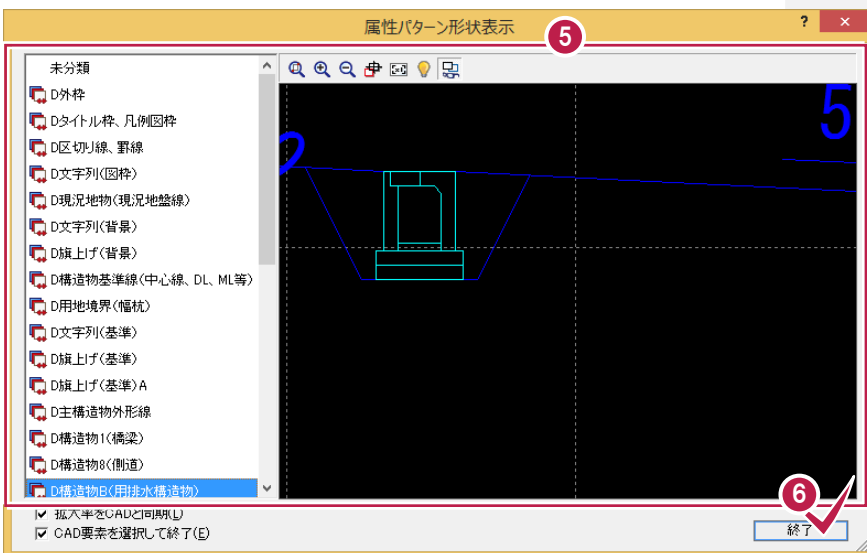 属性パターン形状表示
?
×
5
未分類
D外枠
Dタイトル枠、凡例図枠
D区切り線、罫線
D文字列(図枠)
D現況地物(現況地盤線)
D文字列(背景)
D旗上げ(背景)
D構造物基準線(中心線、DL、ML等)
D用地境界(幅杭)
D文字列(基準)
D旗上げ(基準)
D旗上げ(基準)A
D主構造物外形線
D構造物1(橋梁)
D構造物8(側道)
D構造物B(用排水構造物)
5
拡大率をCADと同期(L)
CAD要素を選択して終了(E)
6
終了